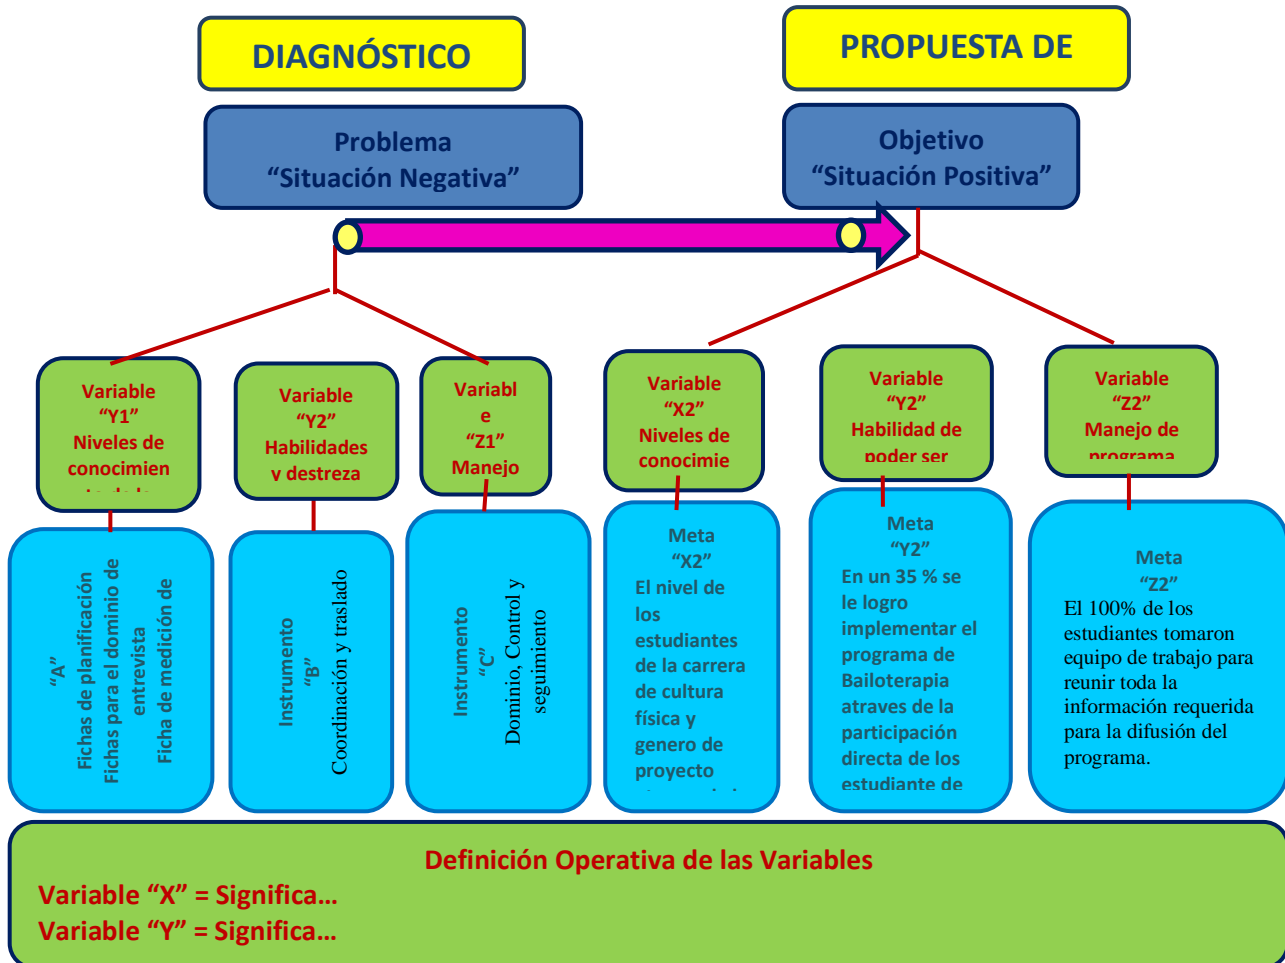 DIAGNÓSTICO
PROPUESTA DE
Problema
“Situación Negativa”
Objetivo
“Situación Positiva”
Variable
“Y1”
Niveles de
conocimien
Variable
“Y2”
Habilidades
y destreza
Variabl
e
“Z1”
Manejo
Variable
“X2”
Niveles de
conocimie
Variable
“Y2”
Habilidad de
poder ser
Variable
“Z2”
Manejo de
programa
“A”
Fichas de planificación
Fichas para el dominio de
entrevista
Ficha de medición de
Instrumento
“B”
Coordinación y traslado
Instrumento
“C”
Dominio, Control y
seguimiento
Meta
“X2”
El nivel de
los
estudiantes
de la carrera
de cultura
física y
genero de
proyecto
Meta
“Y2”
En un 35 % se
le logro
implementar el
programa de
Bailoterapia
atraves de la
participación
directa de los
estudiante de
Meta
“Z2”
El 100% de los
estudiantes tomaron
equipo de trabajo para
reunir toda la
información requerida
para la difusión del
programa.
Definición Operativa de las Variables
Variable “X” = Significa...
Variable “Y” = Significa...